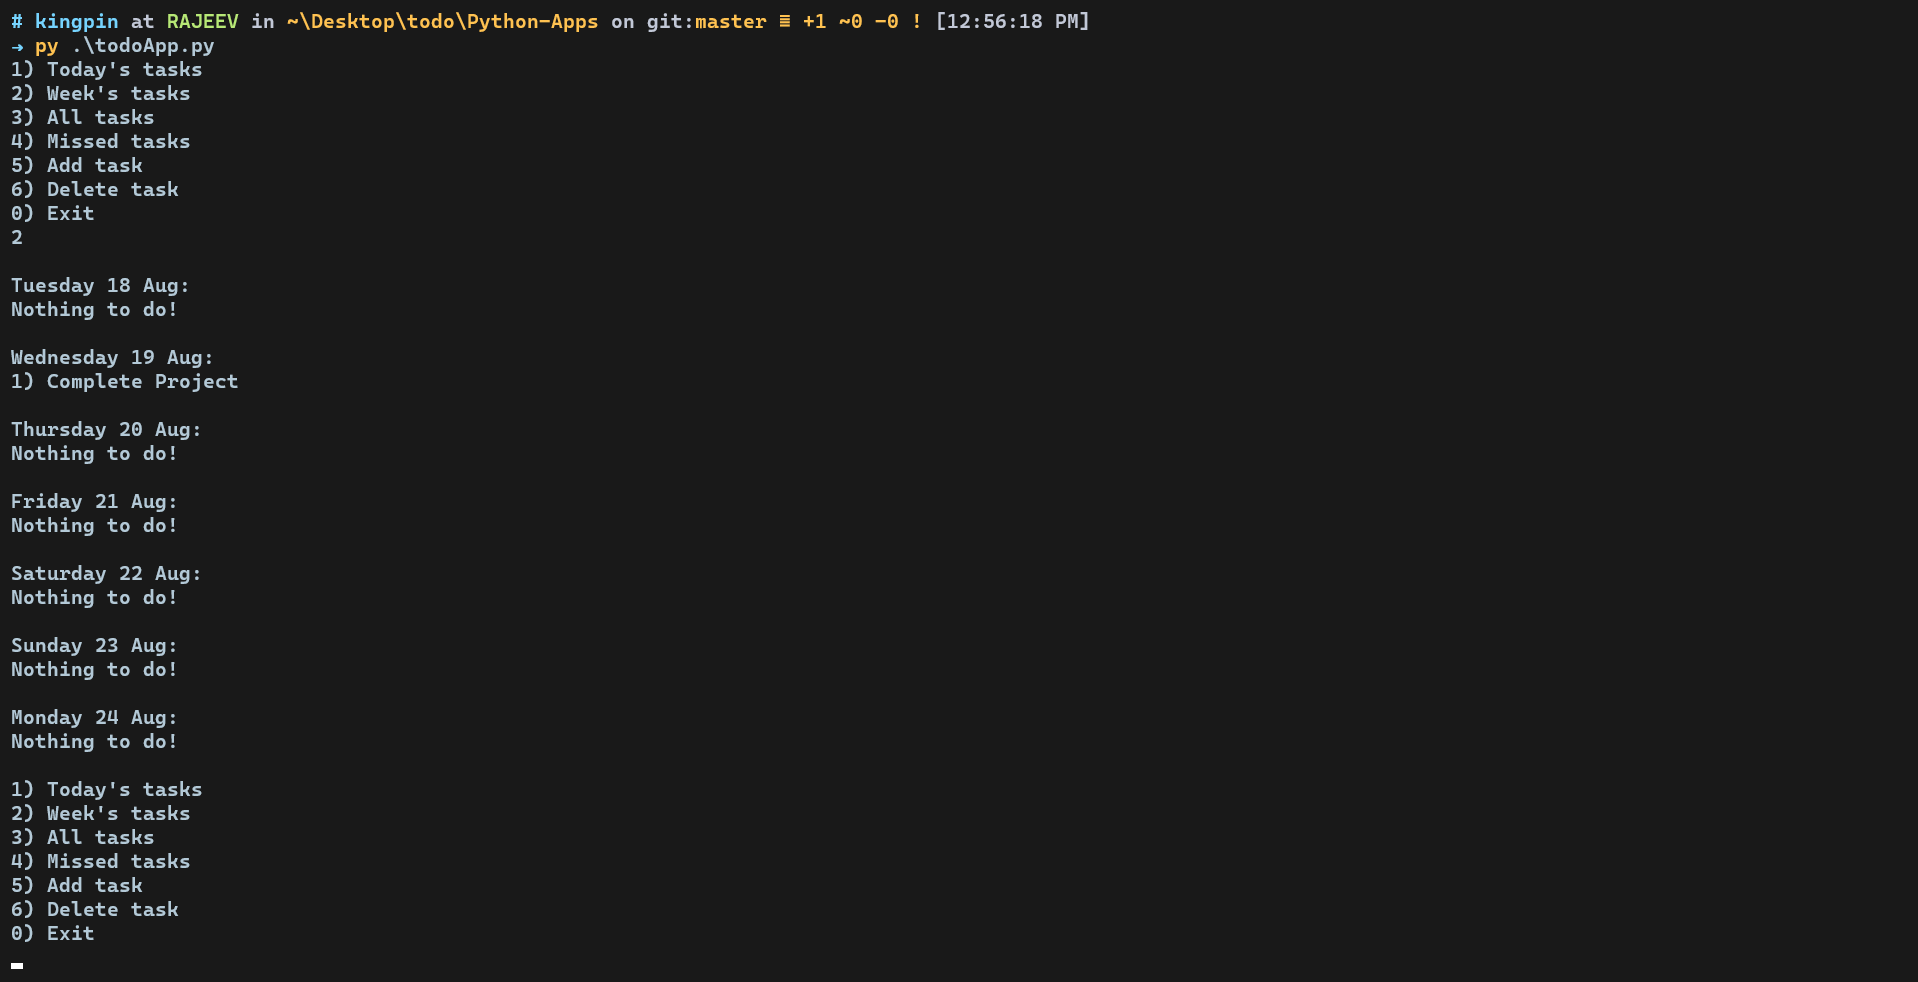 # kingpin at RAJEEV in ~\Desktop\todo\Python-Apps on git:master ≡ +1 ~0 -0 ! [12:56:18 PM]
➜ py .\todoApp.py
1) Today's tasks
2) Week's tasks
3) All tasks
4) Missed tasks
5) Add task
6) Delete task
0) Exit
2
Tuesday 18 Aug:
Nothing to do!
Wednesday 19 Aug:
1) Complete Project
Thursday 20 Aug:
Nothing to do!
Friday 21 Aug:
Nothing to do!
Saturday 22 Aug:
Nothing to do!
Sunday 23 Aug:
Nothing to do!
Monday 24 Aug:
Nothing to do!
1) Today's tasks
2) Week's tasks
3) All tasks
4) Missed tasks
5) Add task
6) Delete task
0) Exit